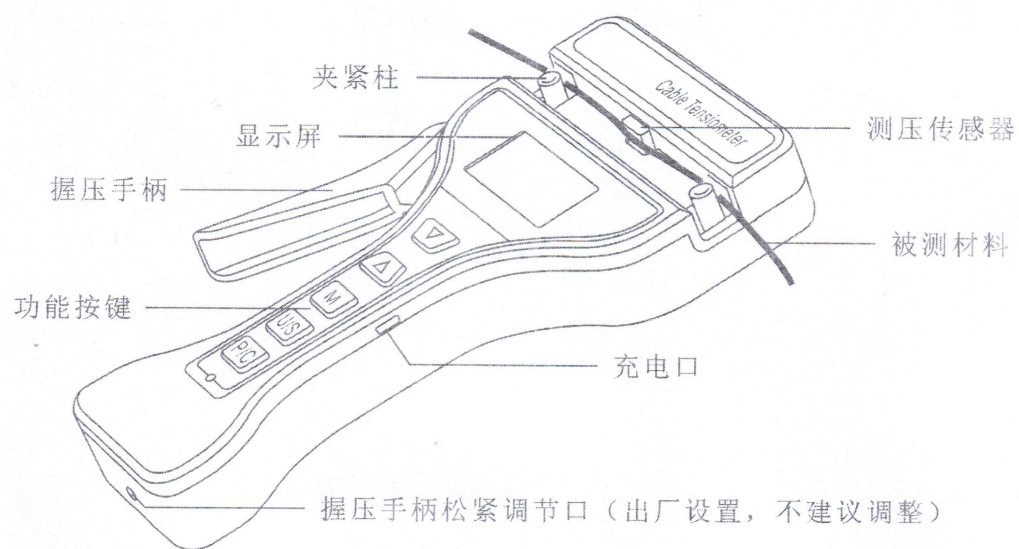 夹紧柱
Cable Tensiometer
显示屏
测压传感器
握压手柄
被测材料
功能按键
M
U/S
P/C
充电口
握压手柄松紧调节口（出厂设置，不建议调整）